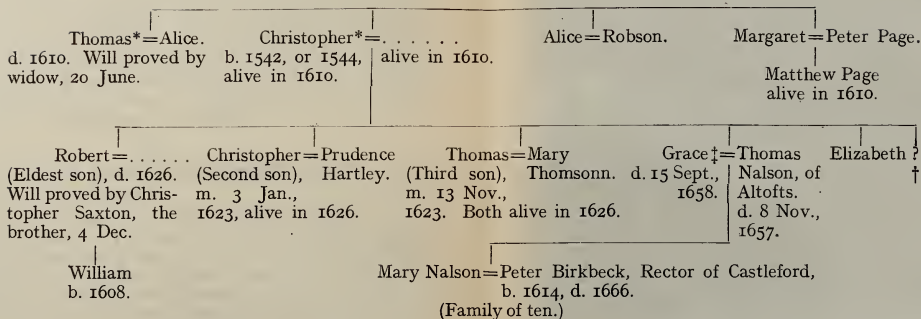 Thomas*=Alice.
d. 1610. Will proved by
widow, 20 June.
Christopher*=. . . . . .
b. 1542, or 1544, alive in 1610.
alive in 1610.
Alice=Robson.
Margaret=Peter Page.
Matthew Page
alive in 1610.
Robert=. . . . . .
(Eldest son), d. 1626.
Will proved by Chris-
topher Saxton, the
brother, 4 Dec.
William
b. 1608.
Christopher=Prudence
(Second son), Hartley.
m. 3 Jan.,
1623, alive in 1626.
Thomas=Mary
(Third son), Thomsonn.
m. 13 Nov.,
1623. Both alive in 1626.
Grace‡=Thomas
d. 15 Sept., Nalson, of
1658. Altofts.
d. 8 Nov.,
1657.
Elizabeth ?
†
Mary Nalson=Peter Birkbeck, Rector of Castleford,
b. 1614, d. 1666.
(Family of ten.)